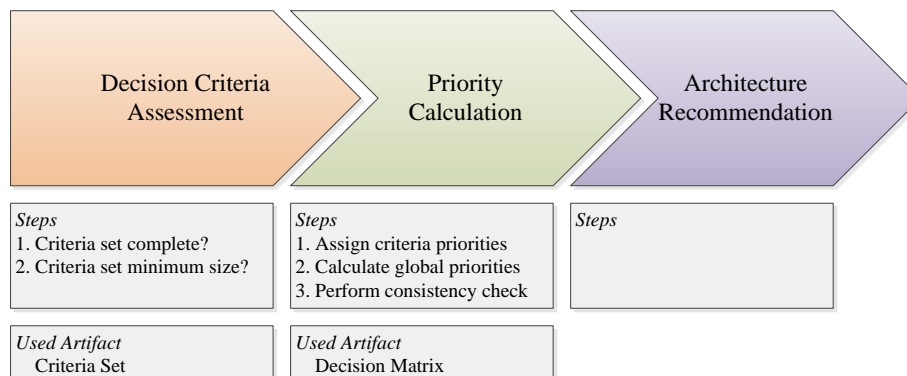 Decision Criteria
Assessment
Priority
Calculation
Architecture
Recommendation
Steps
1. Criteria set complete?
2. Criteria set minimum size?
Steps
1. Assign criteria priorities
2. Calculate global priorities
3. Perform consistency check
Steps
Used Artifact
Criteria Set
Used Artifact
Decision Matrix